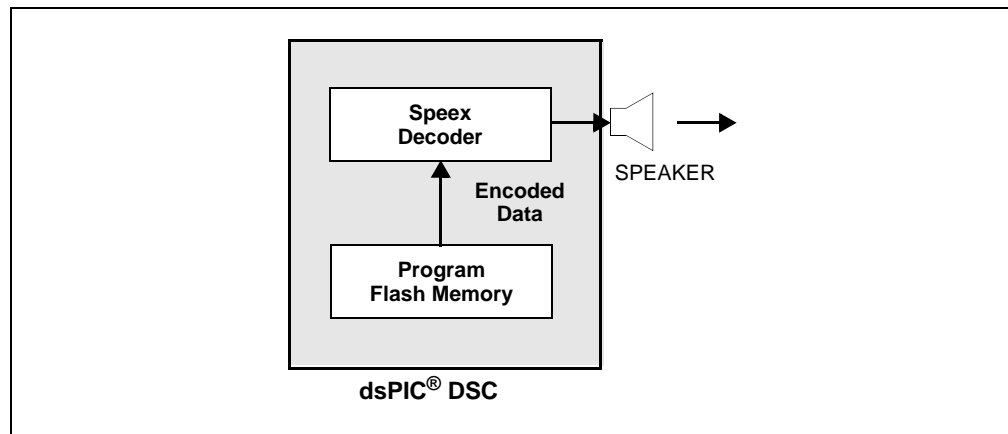 Speex
Decoder
SPEAKER
Encoded
Data
Program
Flash Memory
dsPIC® DSC